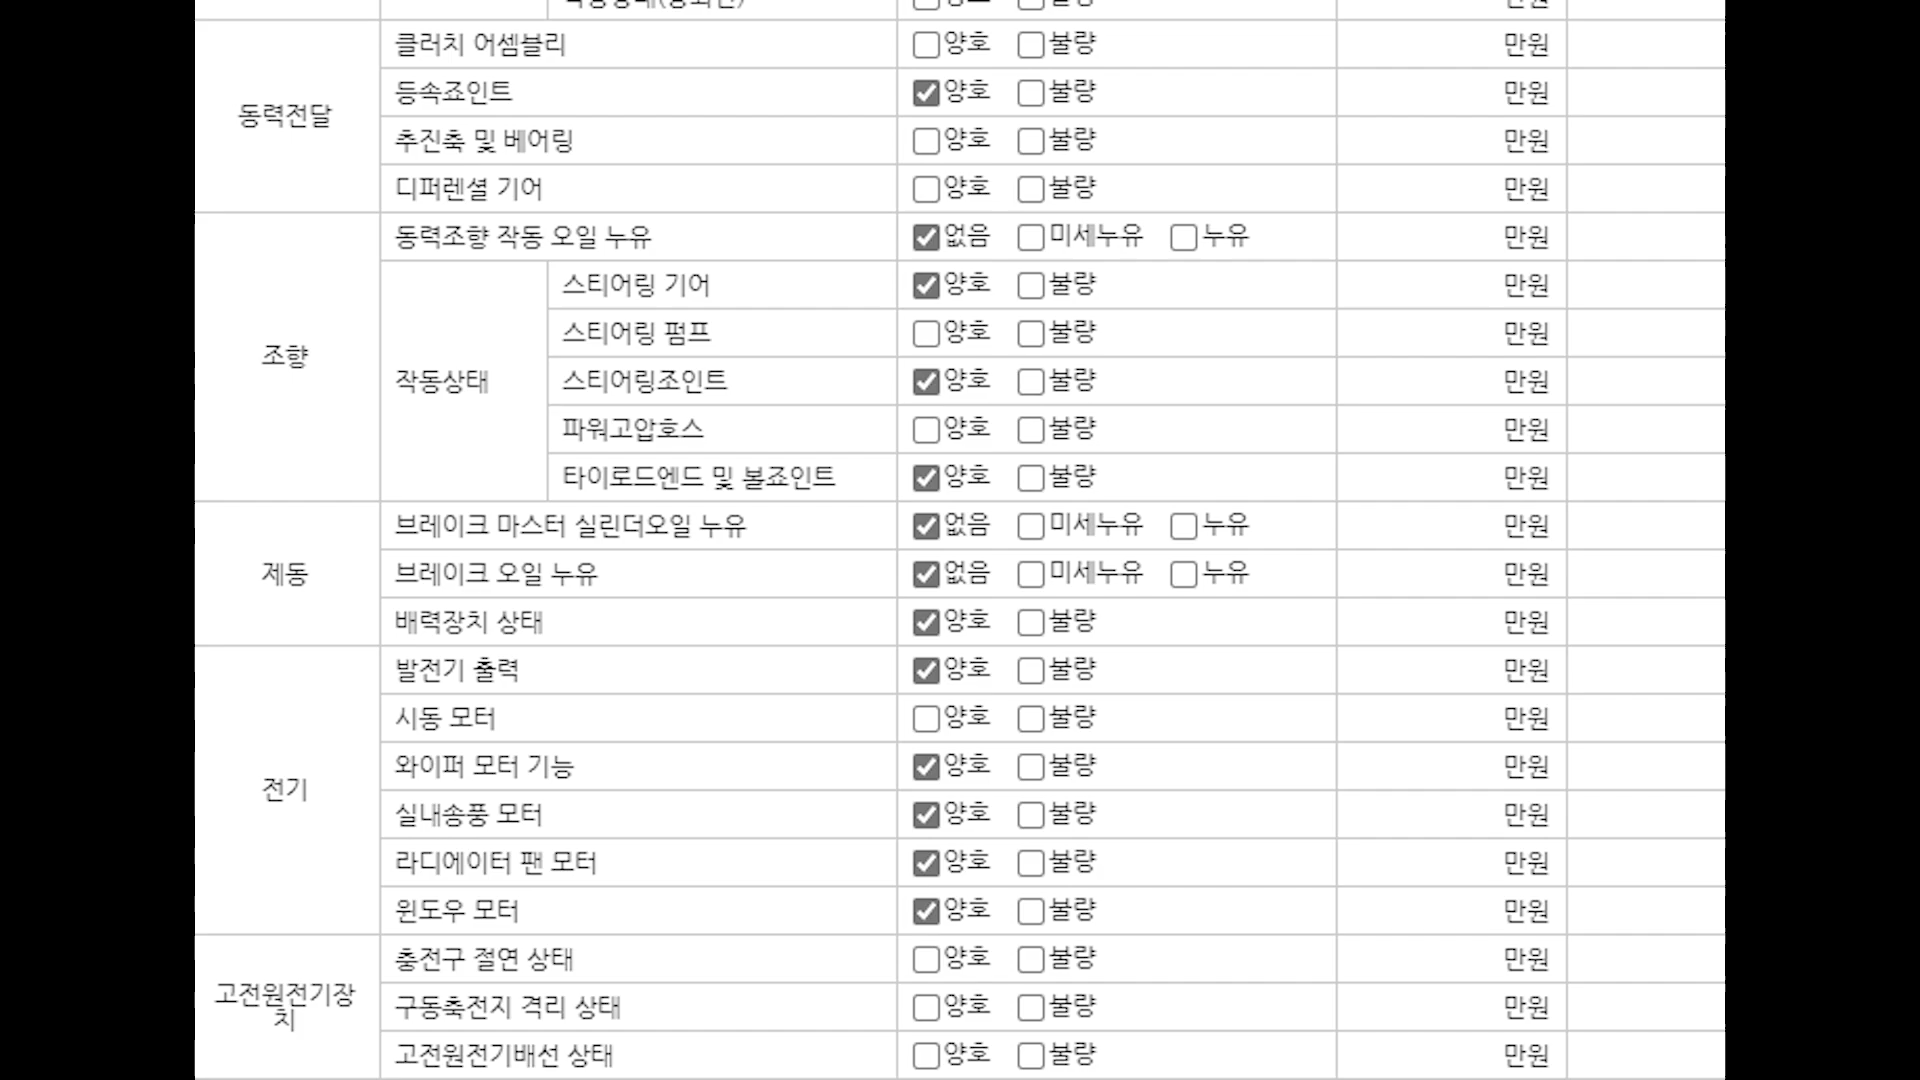 클러치 어셈블리 양호 불량 만원
동력전달
등속죠인트 양호 불량 만원
추진축 및 베어링 양호 불량 만원
디퍼렌셜 기어 양호 불량 만원
조향
동력조향 작동 오일 누유 없음 미세누유 누유 만원
작동상태
스티어링 기어 양호 불량 만원
스티어링 펌프 양호 불량 만원
스티어링조인트 양호 불량 만원
파워고압호스 양호 불량 만원
타이로드엔드 및 볼죠인트 양호 불량 만원
제동
브레이크 마스터 실린더오일 누유 없음 미세누유 누유 만원
브레이크 오일 누유 없음 미세누유 누유 만원
배력장치 상태 양호 불량 만원
전기
발전기 출력 양호 불량 만원
시동 모터 양호 불량 만원
와이퍼 모터 기능 양호 불량 만원
실내송풍 모터 양호 불량 만원
라디에이터 팬 모터 양호 불량 만원
윈도우 모터 양호 불량 만원
고전원전기장
치
충전구 절연 상태 양호 불량 만원
구동축전지 격리 상태 양호 불량 만원
고전원전기배선 상태 양호 불량 만원